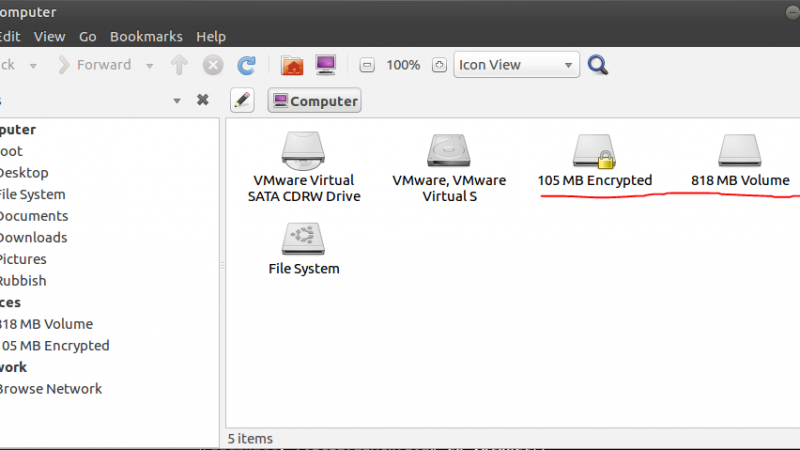 omputer
Edit View Go Bookmarks Help
ck Forward 100% Icon View
s Computer
puter
oot
Desktop
File System
Documents
Downloads
Pictures
Rubbish
ces
818 MB Volume
105 MB Encrypted
work
Browse Network
VMware Virtual
SATA CDRW Drive
VMware, VMware
Virtual S
105 MB Encrypted
818 MB Volume
File System
5 items